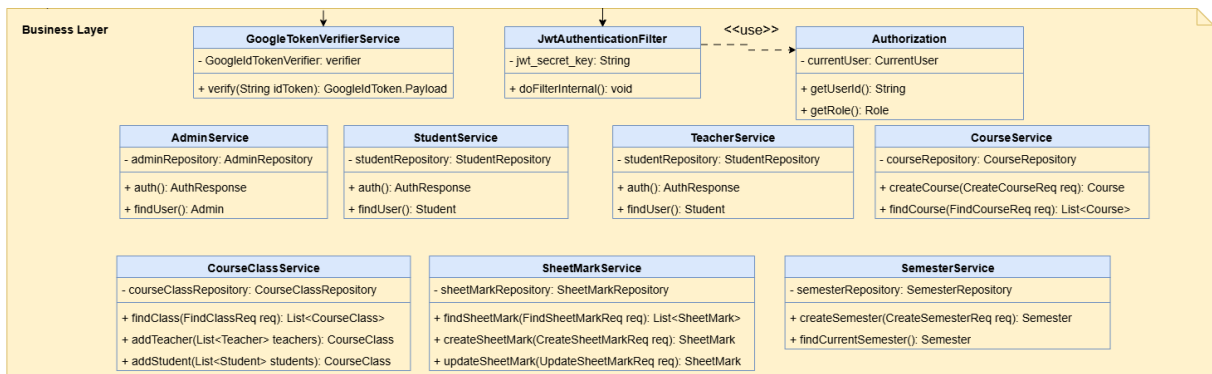 Business Layer
GoogleTokenVerifierService
- GoogleIdTokenVerifier: verifier
+ verify(String idToken): GoogleIdToken.Payload
JwtAuthenticationFilter
- jwt_secret_key: String
+ doFilterInternal(): void
<<use>>
Authorization
- currentUser: CurrentUser
+ getUserId(): String
+ getRole(): Role
AdminService
- adminRepository: AdminRepository
+ auth(): AuthResponse
+ findUser(): Admin
StudentService
- studentRepository: StudentRepository
+ auth(): AuthResponse
+ findUser(): Student
TeacherService
- studentRepository: StudentRepository
+ auth(): AuthResponse
+ findUser(): Student
CourseService
- courseRepository: CourseRepository
+ createCourse(CreateCourseReq req): Course
+ findCourse(FindCourseReq req): List<Course>
CourseClassService
- courseClassRepository: CourseClassRepository
+ findClass(FindClassReq req): List<CourseClass>
+ addTeacher(List<Teacher> teachers): CourseClass
+ addStudent(List<Student> students): CourseClass
SheetMarkService
- sheetMarkRepository: SheetMarkRepository
+ findSheetMark(FindSheetMarkReq req): List<SheetMark>
+ createSheetMark(CreateSheetMarkReq req): SheetMark
+ updateSheetMark(UpdateSheetMarkReq req): SheetMark
SemesterService
- semesterRepository: SemesterRepository
+ createSemester(CreateSemesterReq req): Semester
+ findCurrentSemester(): Semester